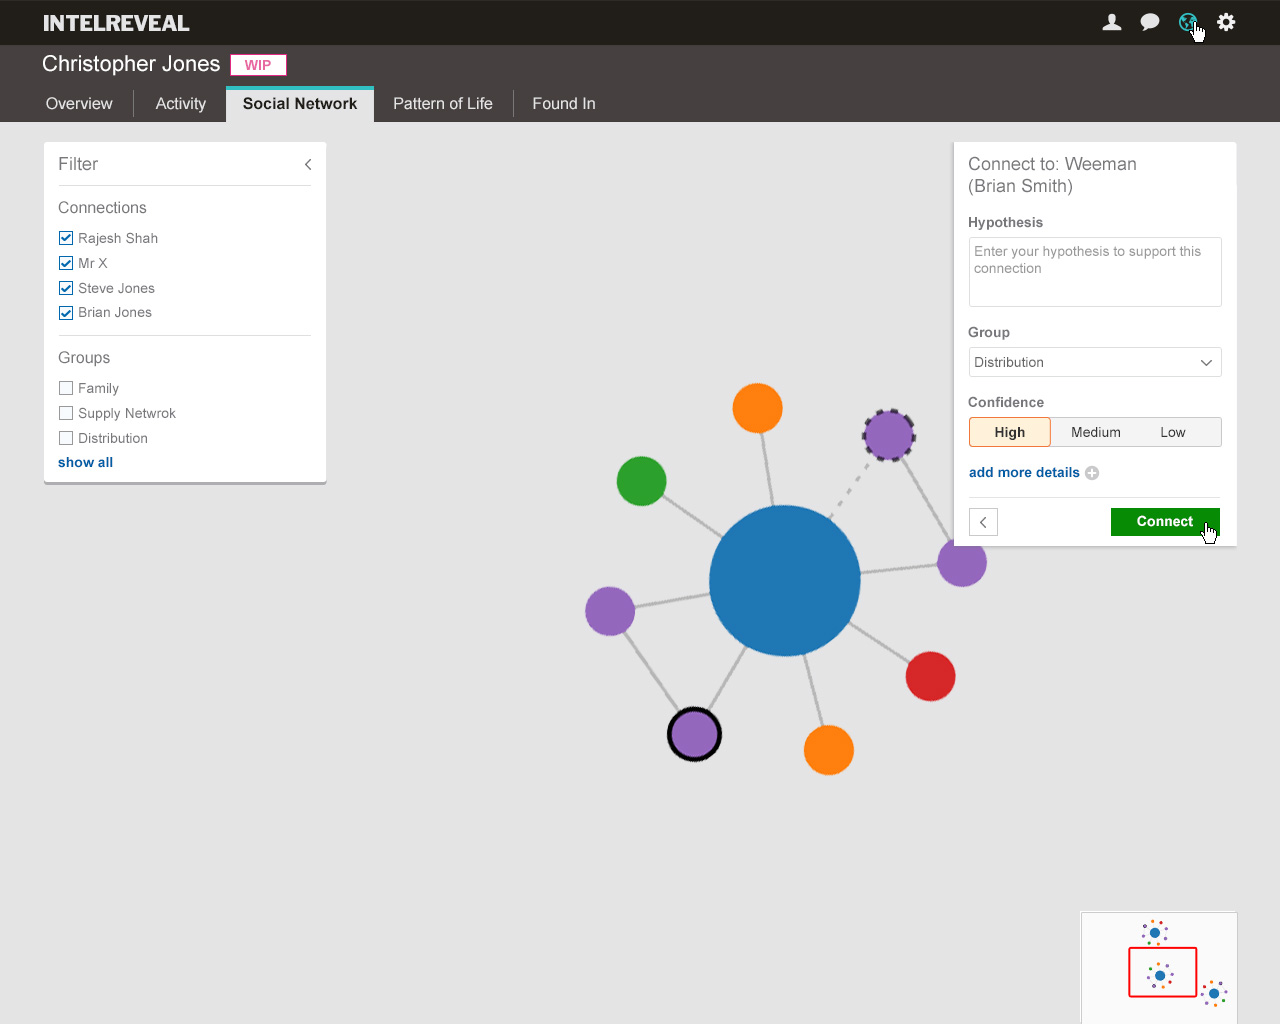 INTELREVEAL
Christopher Jones WIP
Overview Activity Social Network Pattern of Life Found In
Filter
Connections
Rajesh Shah
Mr X
Steve Jones
Brian Jones
Groups
Family
Supply Netwrok
Distribution
show all
Connect to: Weeman
(Brian Smith)
Hypothesis
Enter your hypothesis to support this
connection
Group
Distribution
Confidence
High Medium Low
add more details
Connect